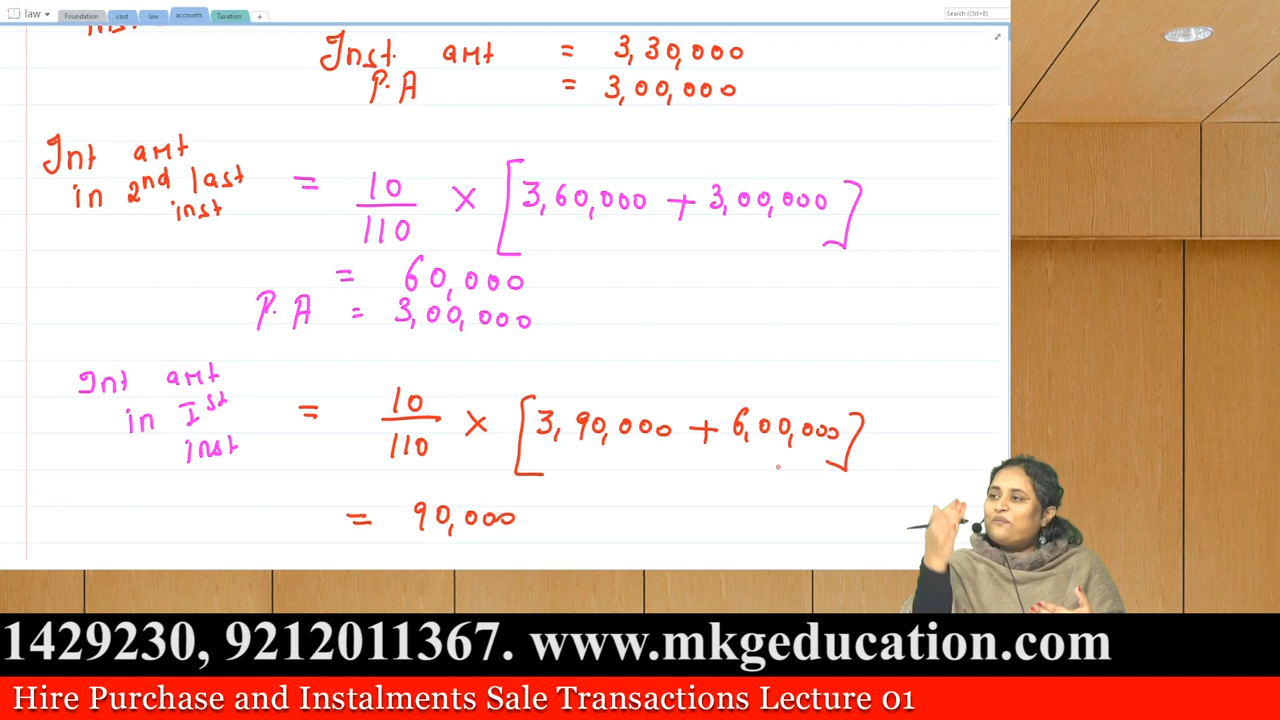 law Foundation cost law accounts Taxation + Search (Ctrl+E)
Inst. amt = 3,30,000
P.A = 3,00,000
Int amt in 2nd last inst = 10/110 × [3,60,000 + 3,00,000]
= 60,000
P.A = 3,00,000
Int amt in Ist inst = 10/110 × [3,90,000 + 6,00,000]
= 90,000
1429230, 9212011367. www.mkgeducation.com
Hire Purchase and Instalments Sale Transactions Lecture 01